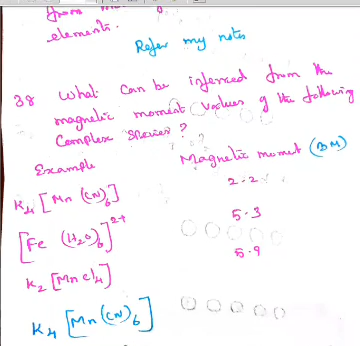 from
elements.
Refer my notes
38 What can be inferred from the
magnetic moment values of the following
Complex species?
Example Magnetic moment (BM)
K4[Mn(CN)6] 2.2
[Fe(H2O)6]2+ 5.3
K2[MnCl4] 5.9
K4[Mn(CN)6]